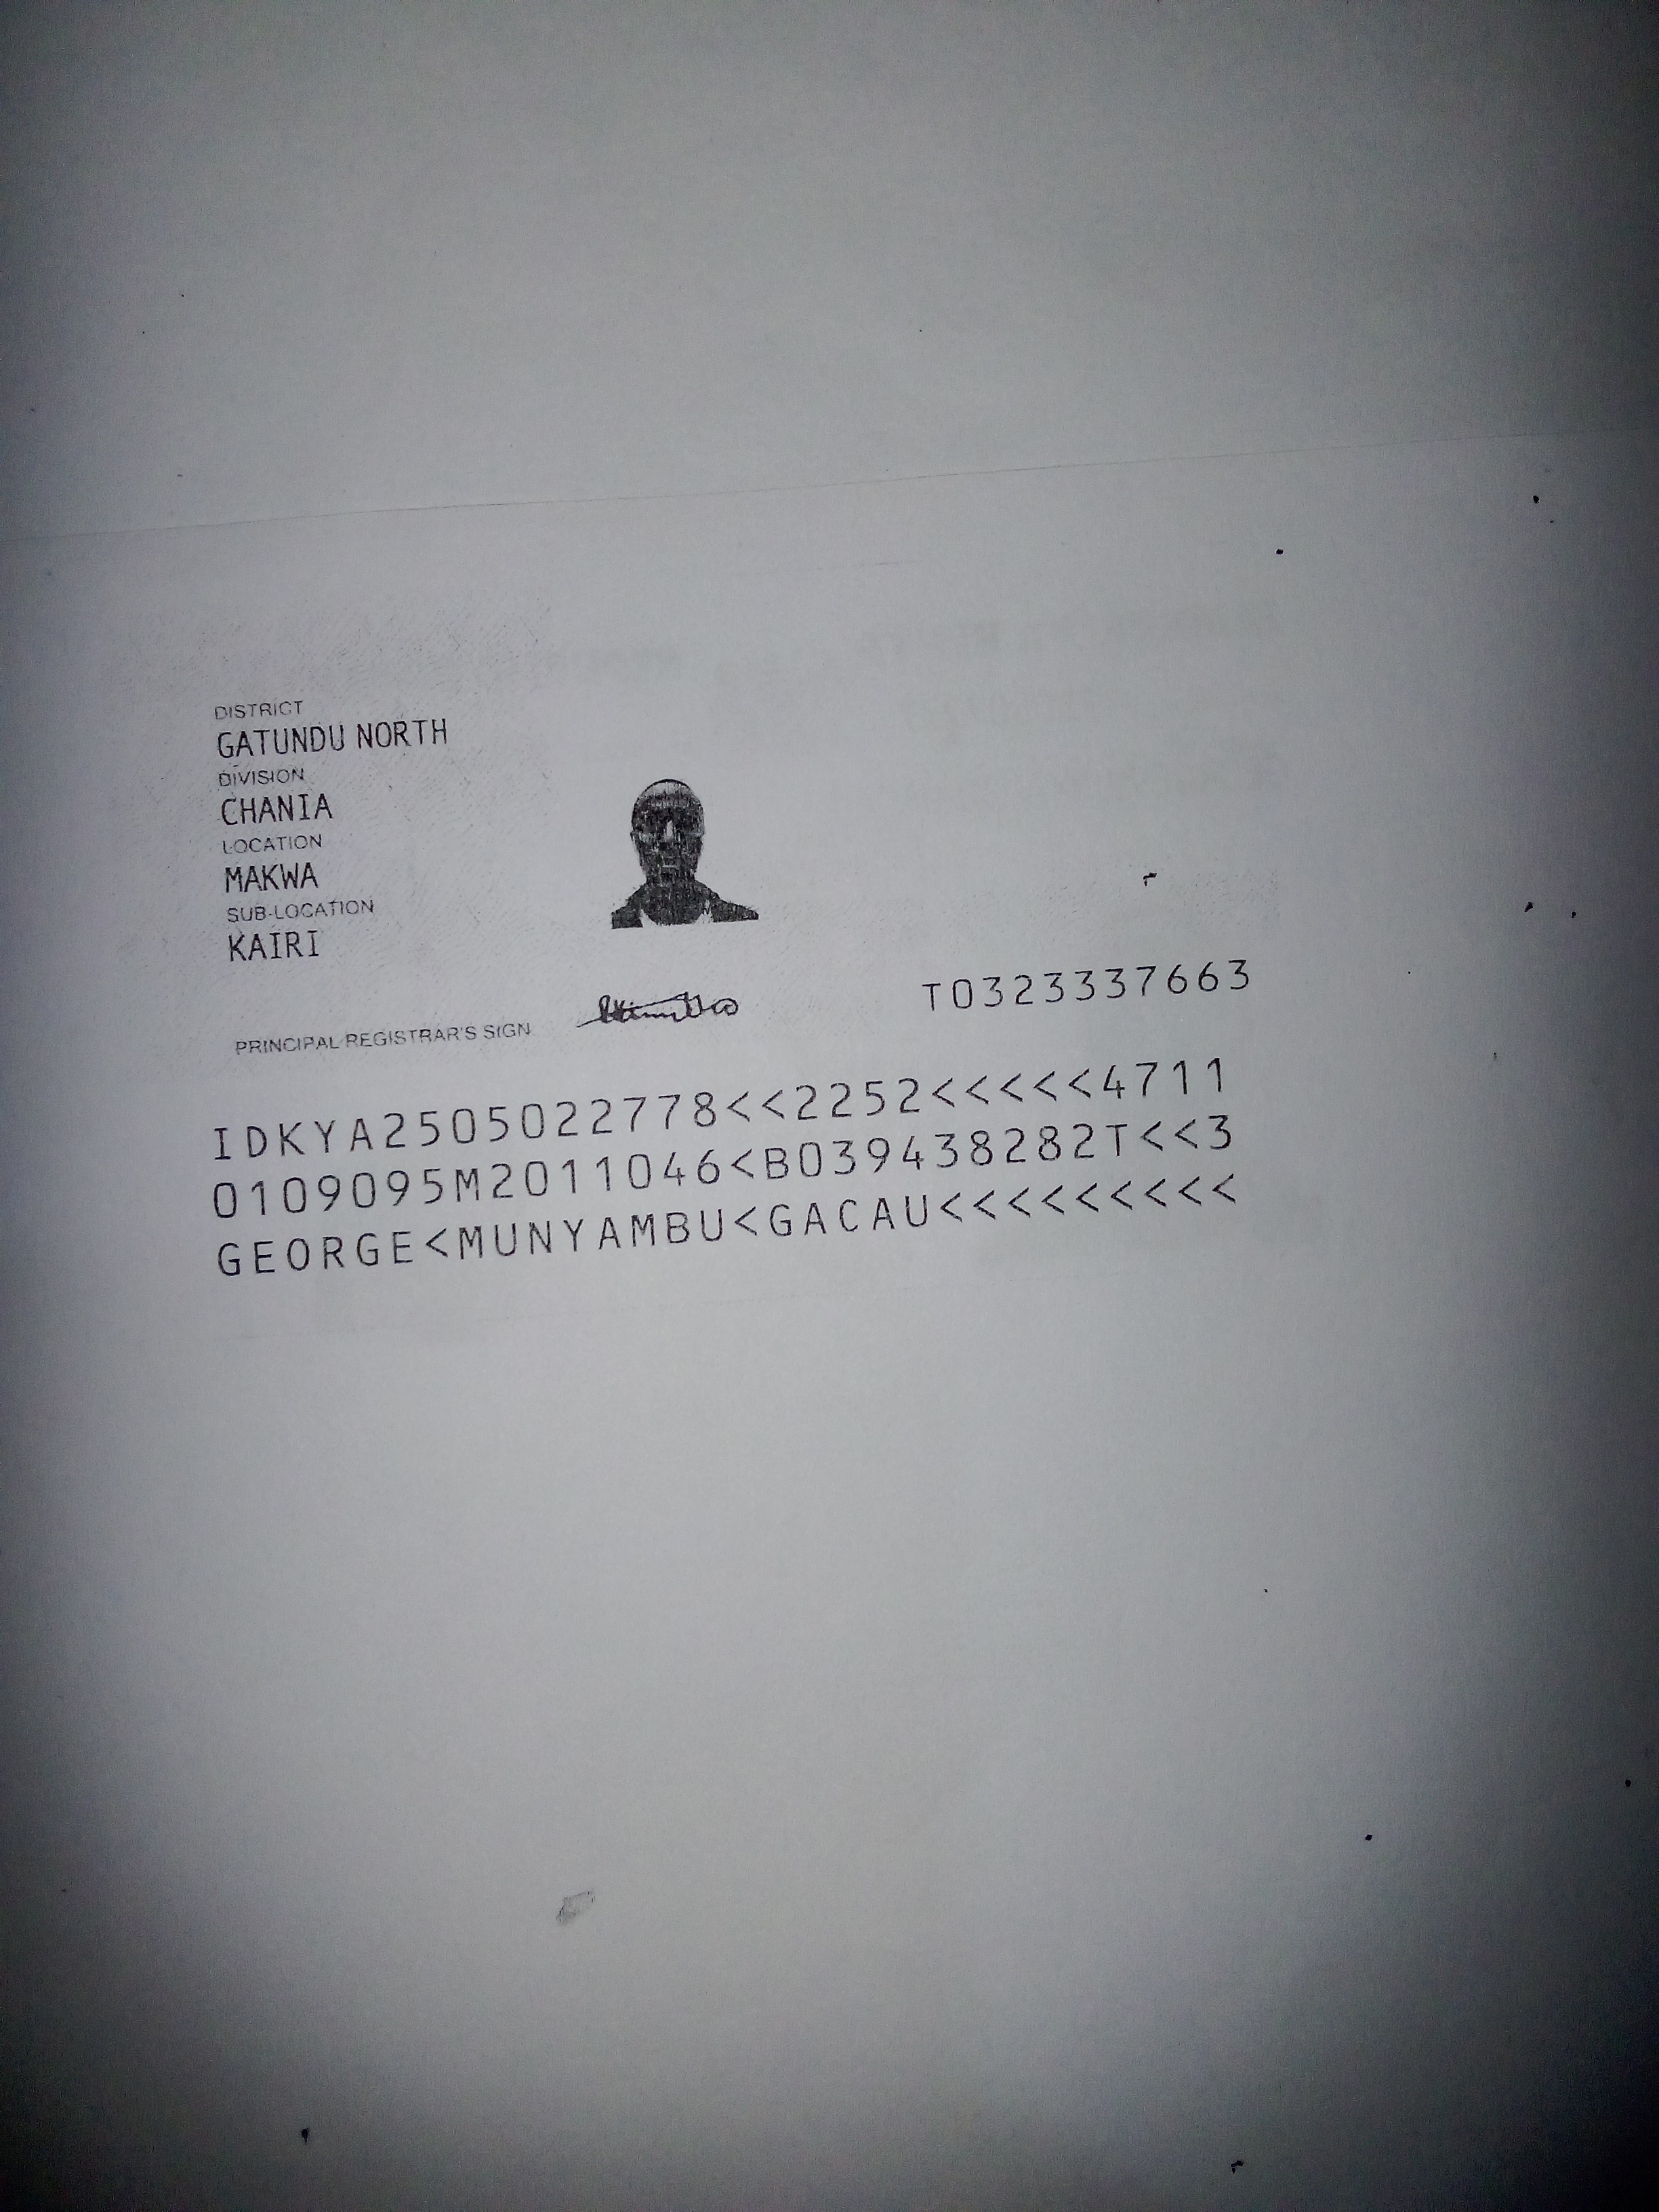 DISTRICT
GATUNDU NORTH
DIVISION
CHANIA
LOCATION
MAKWA
SUB-LOCATION
KAIRI
PRINCIPAL REGISTRAR'S SIGN
T0323337663
IDKYA2505022778<<2252<<<<<4711
0109095M2011046<B039438282T<<3
GEORGE<MUNYAMBU<GACAU<<<<<<<<<